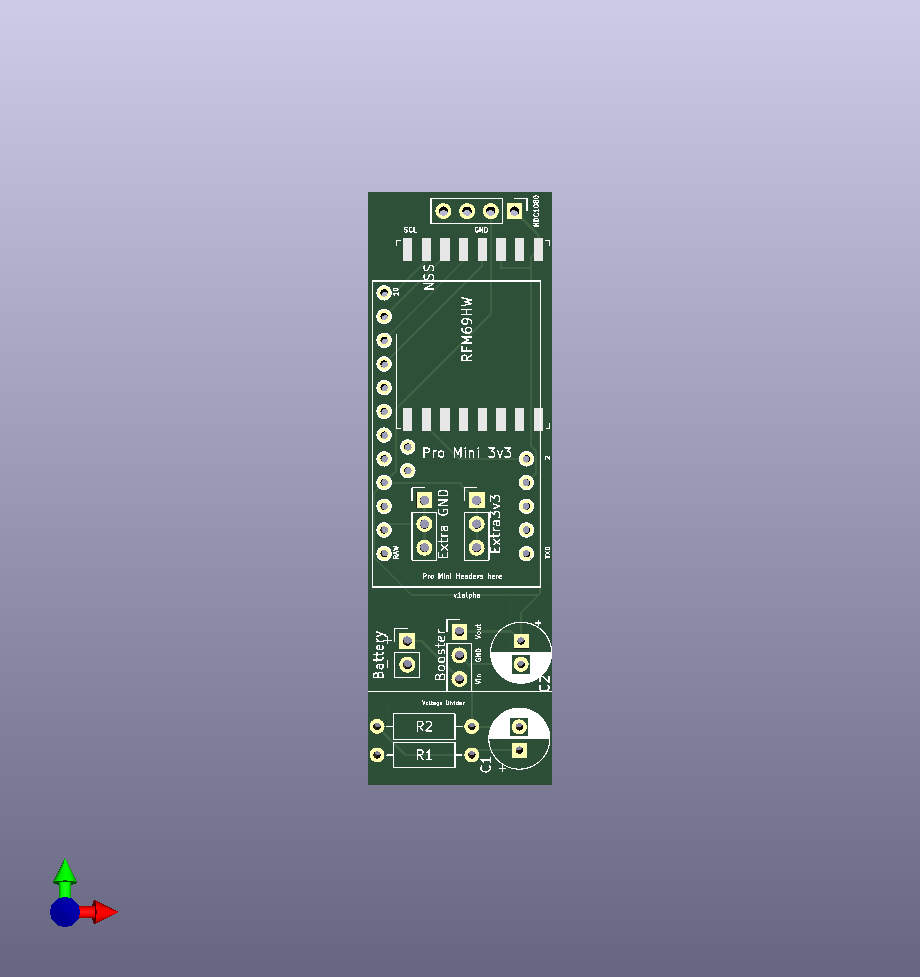 HDC1080
SCL
GND
NSS
10
RFM69HW
Pro Mini 3v3
2
Extra GND
Extra3v3
RAW
TXO
Pro Mini Headers here
v1alpha
+
Battery
+
-
Booster
Vout
GND
Vin
C2
Voltage Divider
R2
R1
C1
+